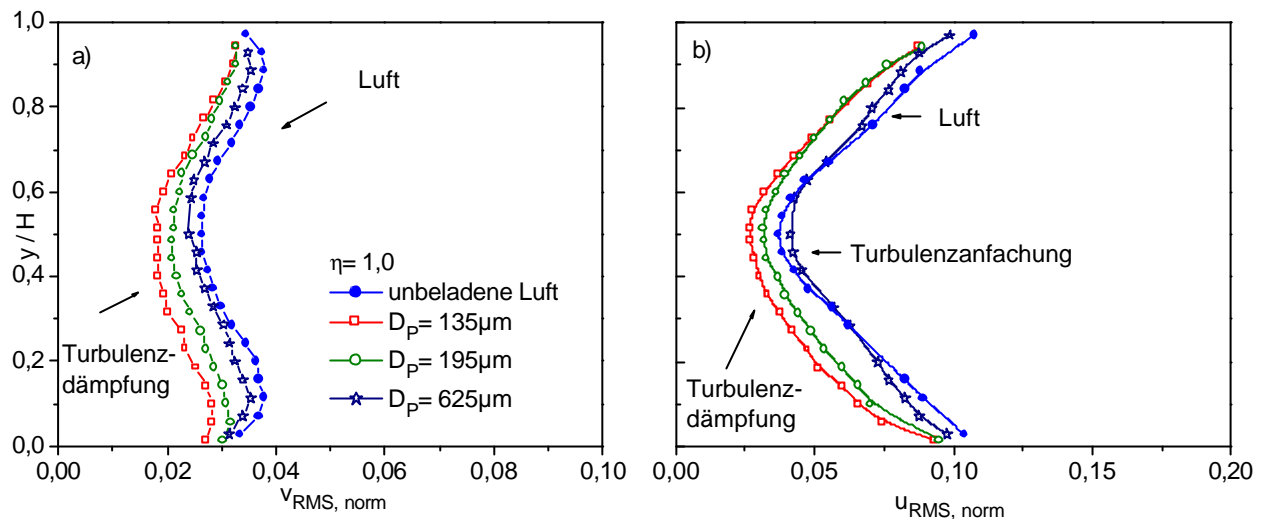 a)
Luft
y / H
1,0
0,8
0,6
0,4
0,2
0,0
η= 1,0
unbeladene Luft
D_P= 135µm
D_P= 195µm
D_P= 625µm
Turbulenz-
dämpfung
0,00 0,02 0,04 0,06 0,08 0,10
v_RMS, norm
b)
Luft
Turbulenzanfachung
Turbulenz-
dämpfung
0,00 0,05 0,10 0,15 0,20
u_RMS, norm